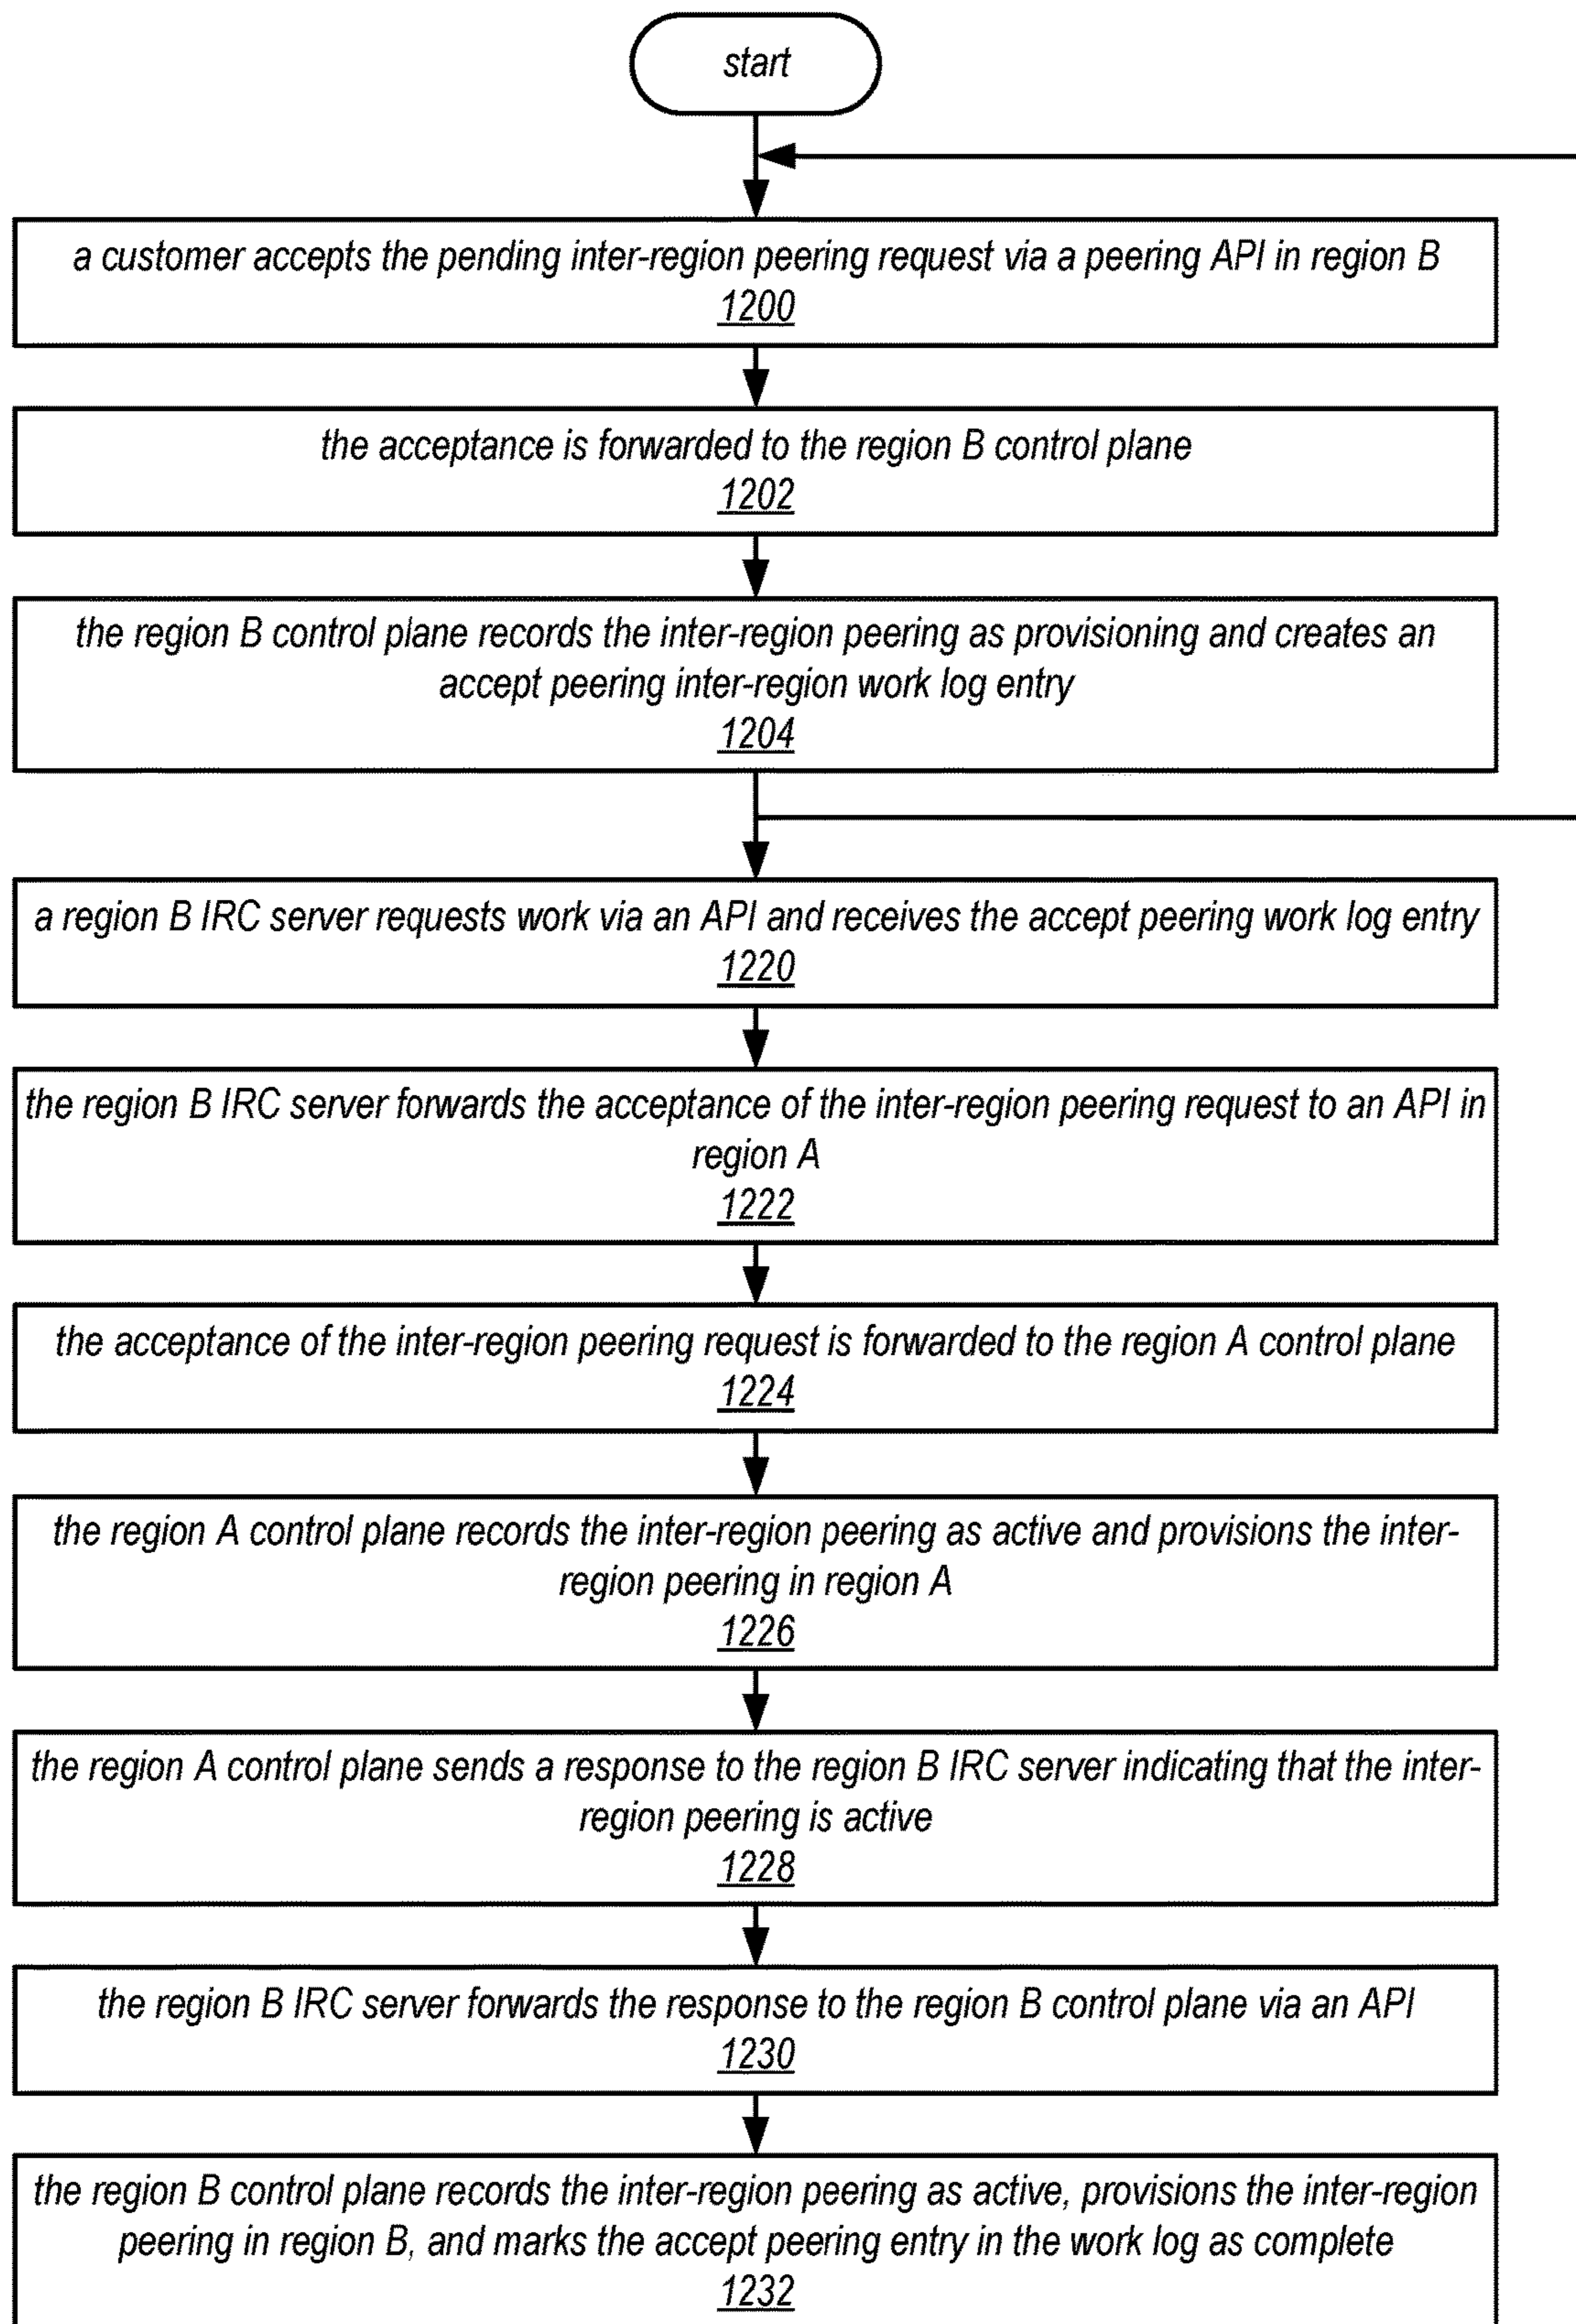 start
a customer accepts the pending inter-region peering request via a peering API in region B
1200
the acceptance is forwarded to the region B control plane
1202
the region B control plane records the inter-region peering as provisioning and creates an
accept peering inter-region work log entry
1204
a region B IRC server requests work via an API and receives the accept peering work log entry
1220
the region B IRC server forwards the acceptance of the inter-region peering request to an API in
region A
1222
the acceptance of the inter-region peering request is forwarded to the region A control plane
1224
the region A control plane records the inter-region peering as active and provisions the inter-
region peering in region A
1226
the region A control plane sends a response to the region B IRC server indicating that the inter-
region peering is active
1228
the region B IRC server forwards the response to the region B control plane via an API
1230
the region B control plane records the inter-region peering as active, provisions the inter-region
peering in region B, and marks the accept peering entry in the work log as complete
1232